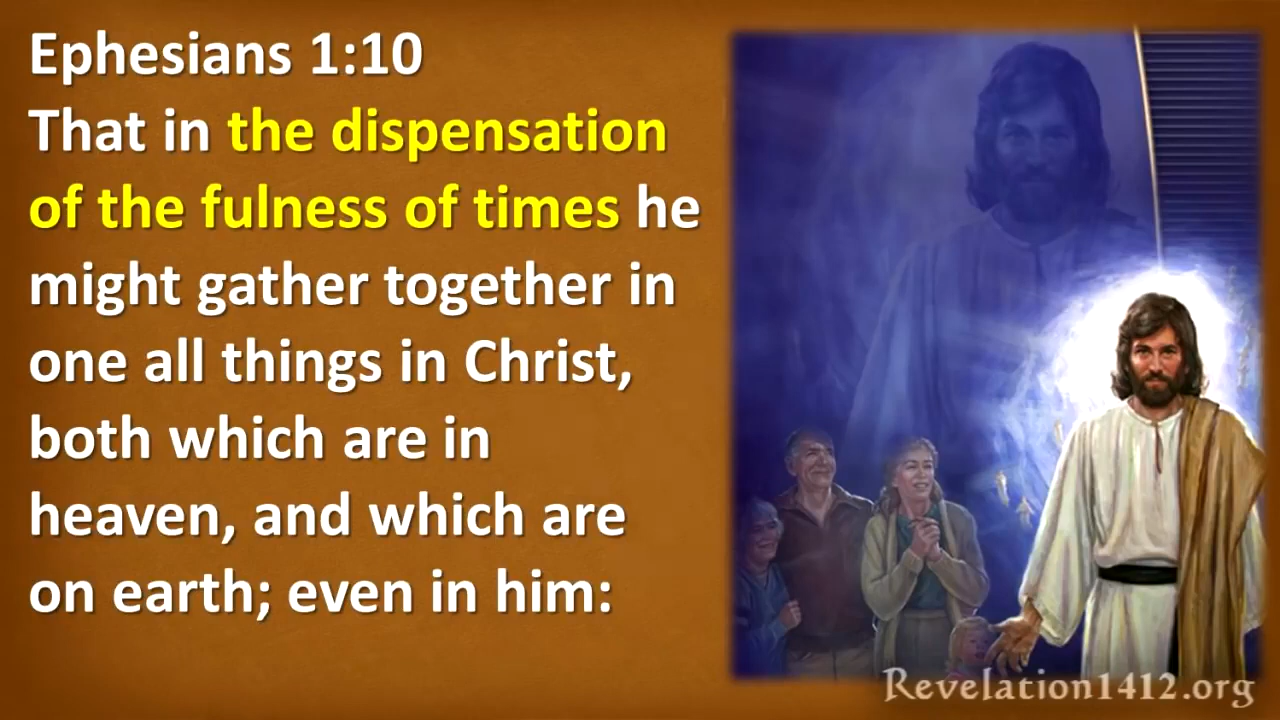 Ephesians 1:10
That in the dispensation
of the fulness of times he
might gather together in
one all things in Christ,
both which are in
heaven, and which are
on earth; even in him:
Revelation1412.org